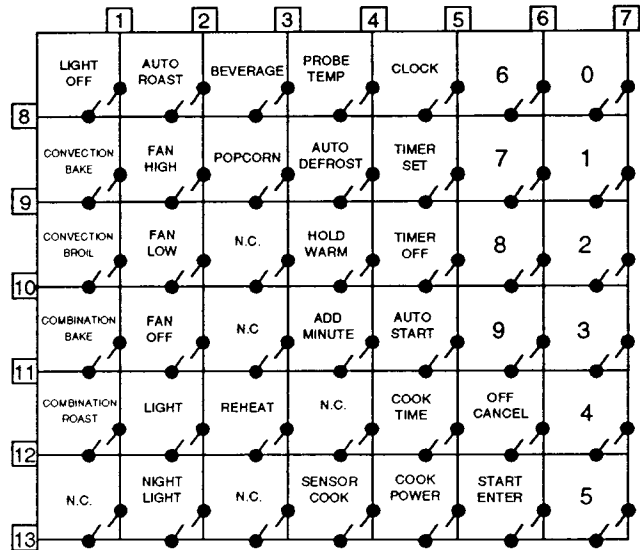 1 2 3 4 5 6 7
LIGHT OFF AUTO ROAST BEVERAGE PROBE TEMP CLOCK 6 0
8
CONVECTION BAKE FAN HIGH POPCORN AUTO DEFROST TIMER SET 7 1
9
CONVECTION BROIL FAN LOW N.C. HOLD WARM TIMER OFF 8 2
10
COMBINATION BAKE FAN OFF N.C ADD MINUTE AUTO START 9 3
11
COMBINATION ROAST LIGHT REHEAT N.C. COOK TIME OFF CANCEL 4
12
N.C. NIGHT LIGHT N.C. SENSOR COOK COOK POWER START ENTER 5
13